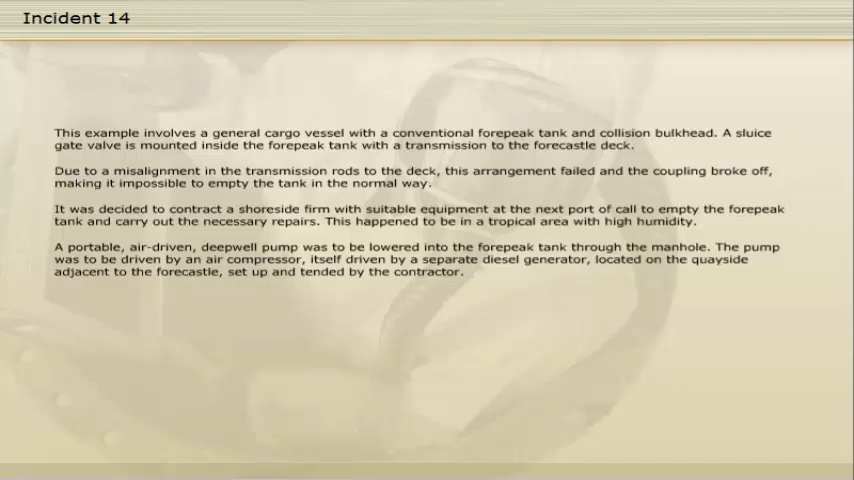 Incident 14
This example involves a general cargo vessel with a conventional forepeak tank and collision bulkhead. A sluice
gate valve is mounted inside the forepeak tank with a transmission to the forecastle deck.
Due to a misalignment in the transmission rods to the deck, this arrangement failed and the coupling broke off,
making it impossible to empty the tank in the normal way.
It was decided to contract a shoreside firm with suitable equipment at the next port of call to empty the forepeak
tank and carry out the necessary repairs. This happened to be in a tropical area with high humidity.
A portable, air-driven, deepwell pump was to be lowered into the forepeak tank through the manhole. The pump
was to be driven by an air compressor, itself driven by a separate diesel generator, located on the quayside
adjacent to the forecastle, set up and tended by the contractor.